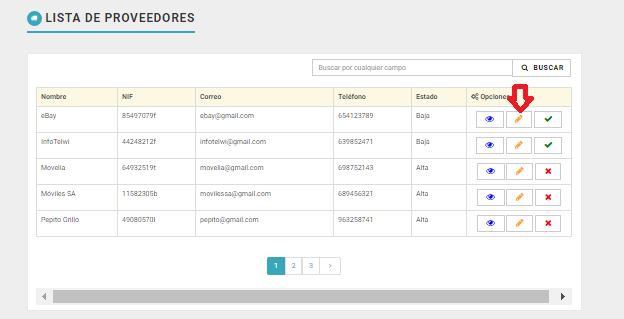 LISTA DE PROVEEDORES
Buscar por cualquier campo BUSCAR
Nombre NIF Correo Teléfono Estado Opciones
eBay 85497079f ebay@gmail.com 654123789 Baja
InfoTelwi 44248212f infotelwi@gmail.com 639852471 Baja
Movelia 64932519t movelia@gmail.com 698752143 Alta
Móviles SA 11582305b movilessa@gmail.com 689456321 Alta
Pepito Grillo 49080570l pepito@gmail.com 963258741 Alta
1 2 3 >